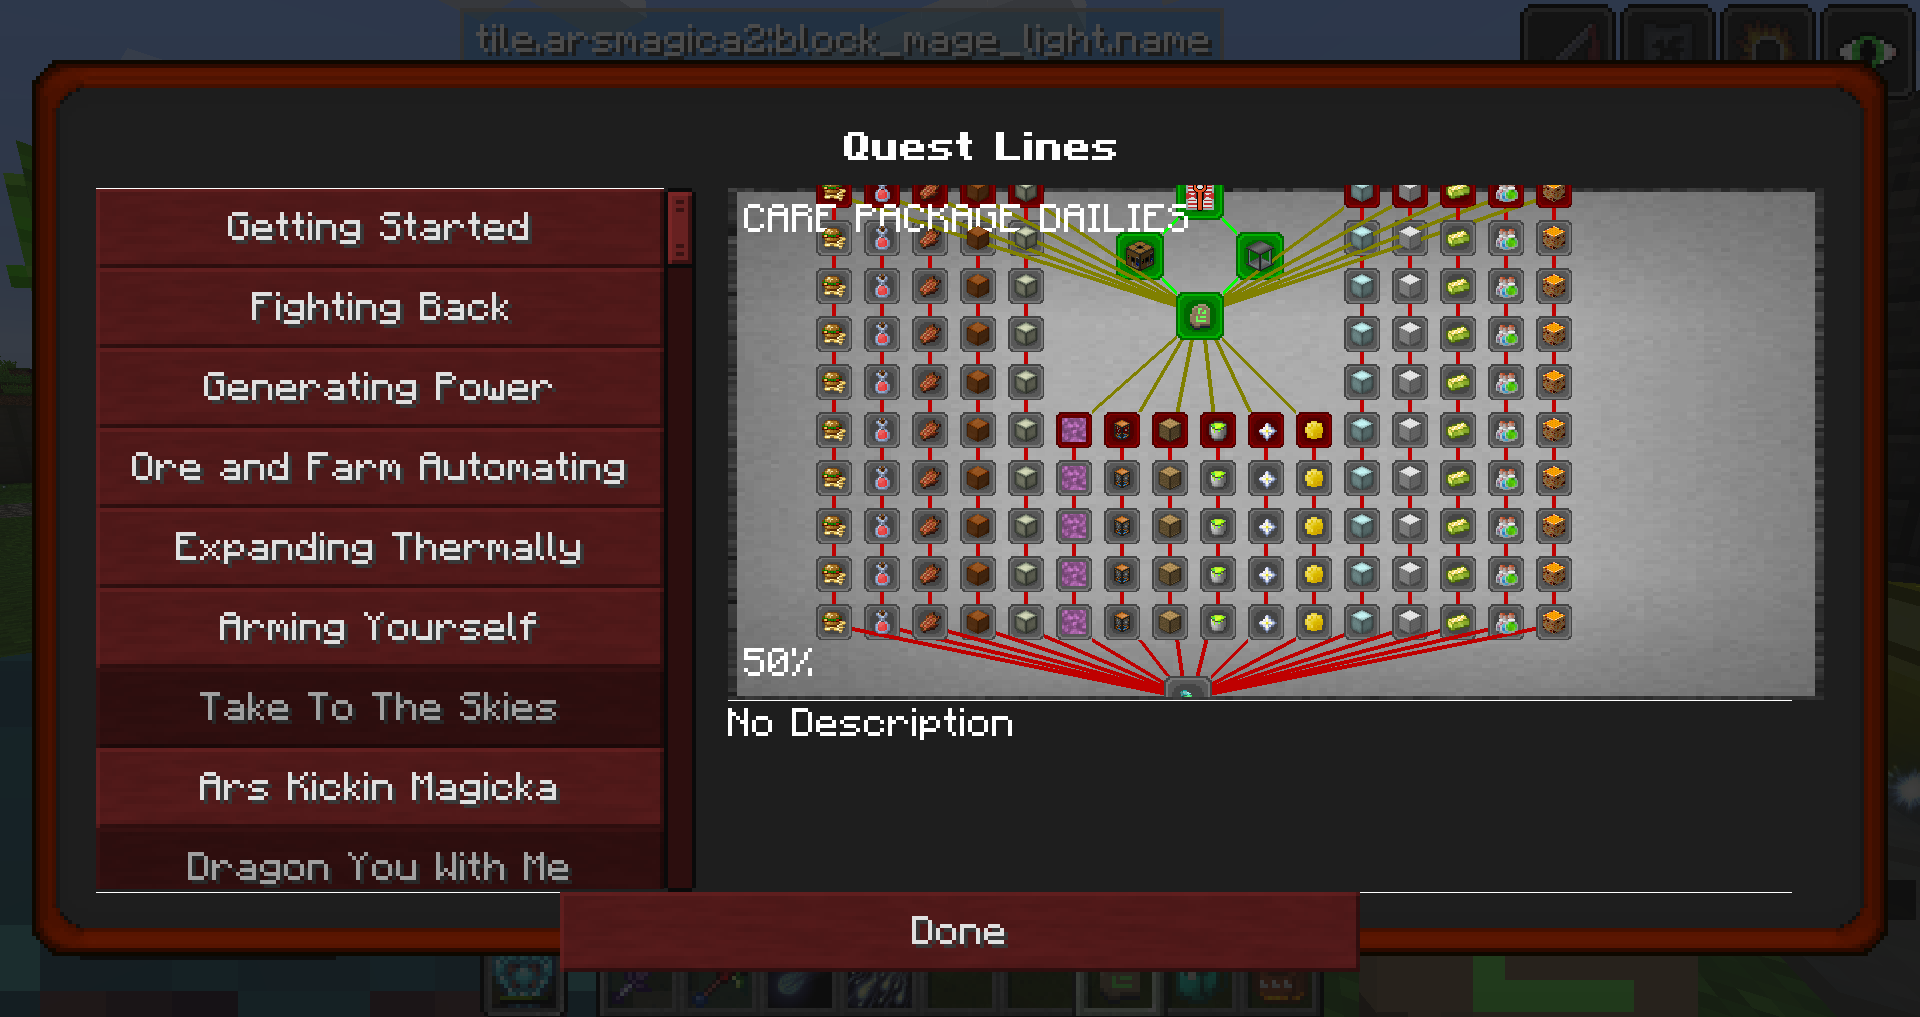 tile.arsmagica2:block_mage_light.name
Quest Lines
Getting Started
Fighting Back
Generating Power
Ore and Farm Automating
Expanding Thermally
Arming Yourself
Take To The Skies
Ars Kickin Magicka
Dragon You With Me
CARE PACKAGE DAILIES
50%
No Description
Done